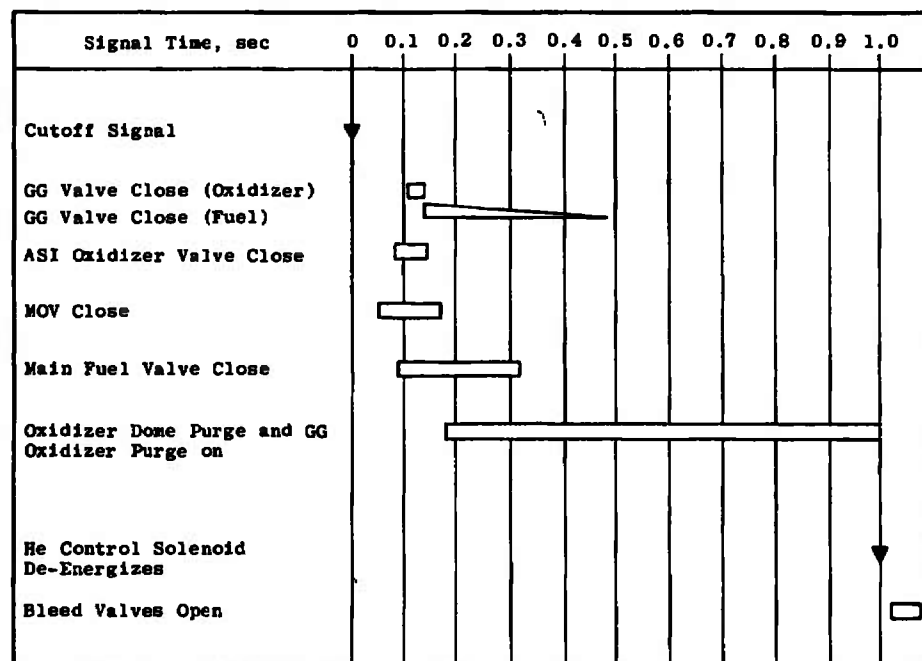 Signal Time, sec 0 0.1 0.2 0.3 0.4 0.5 0.6 0.7 0.8 0.9 1.0
Cutoff Signal
GG Valve Close (Oxidizer)
GG Valve Close (Fuel)
ASI Oxidizer Valve Close
MOV Close
Main Fuel Valve Close
Oxidizer Dome Purge and GG
Oxidizer Purge on
He Control Solenoid
De-Energizes
Bleed Valves Open